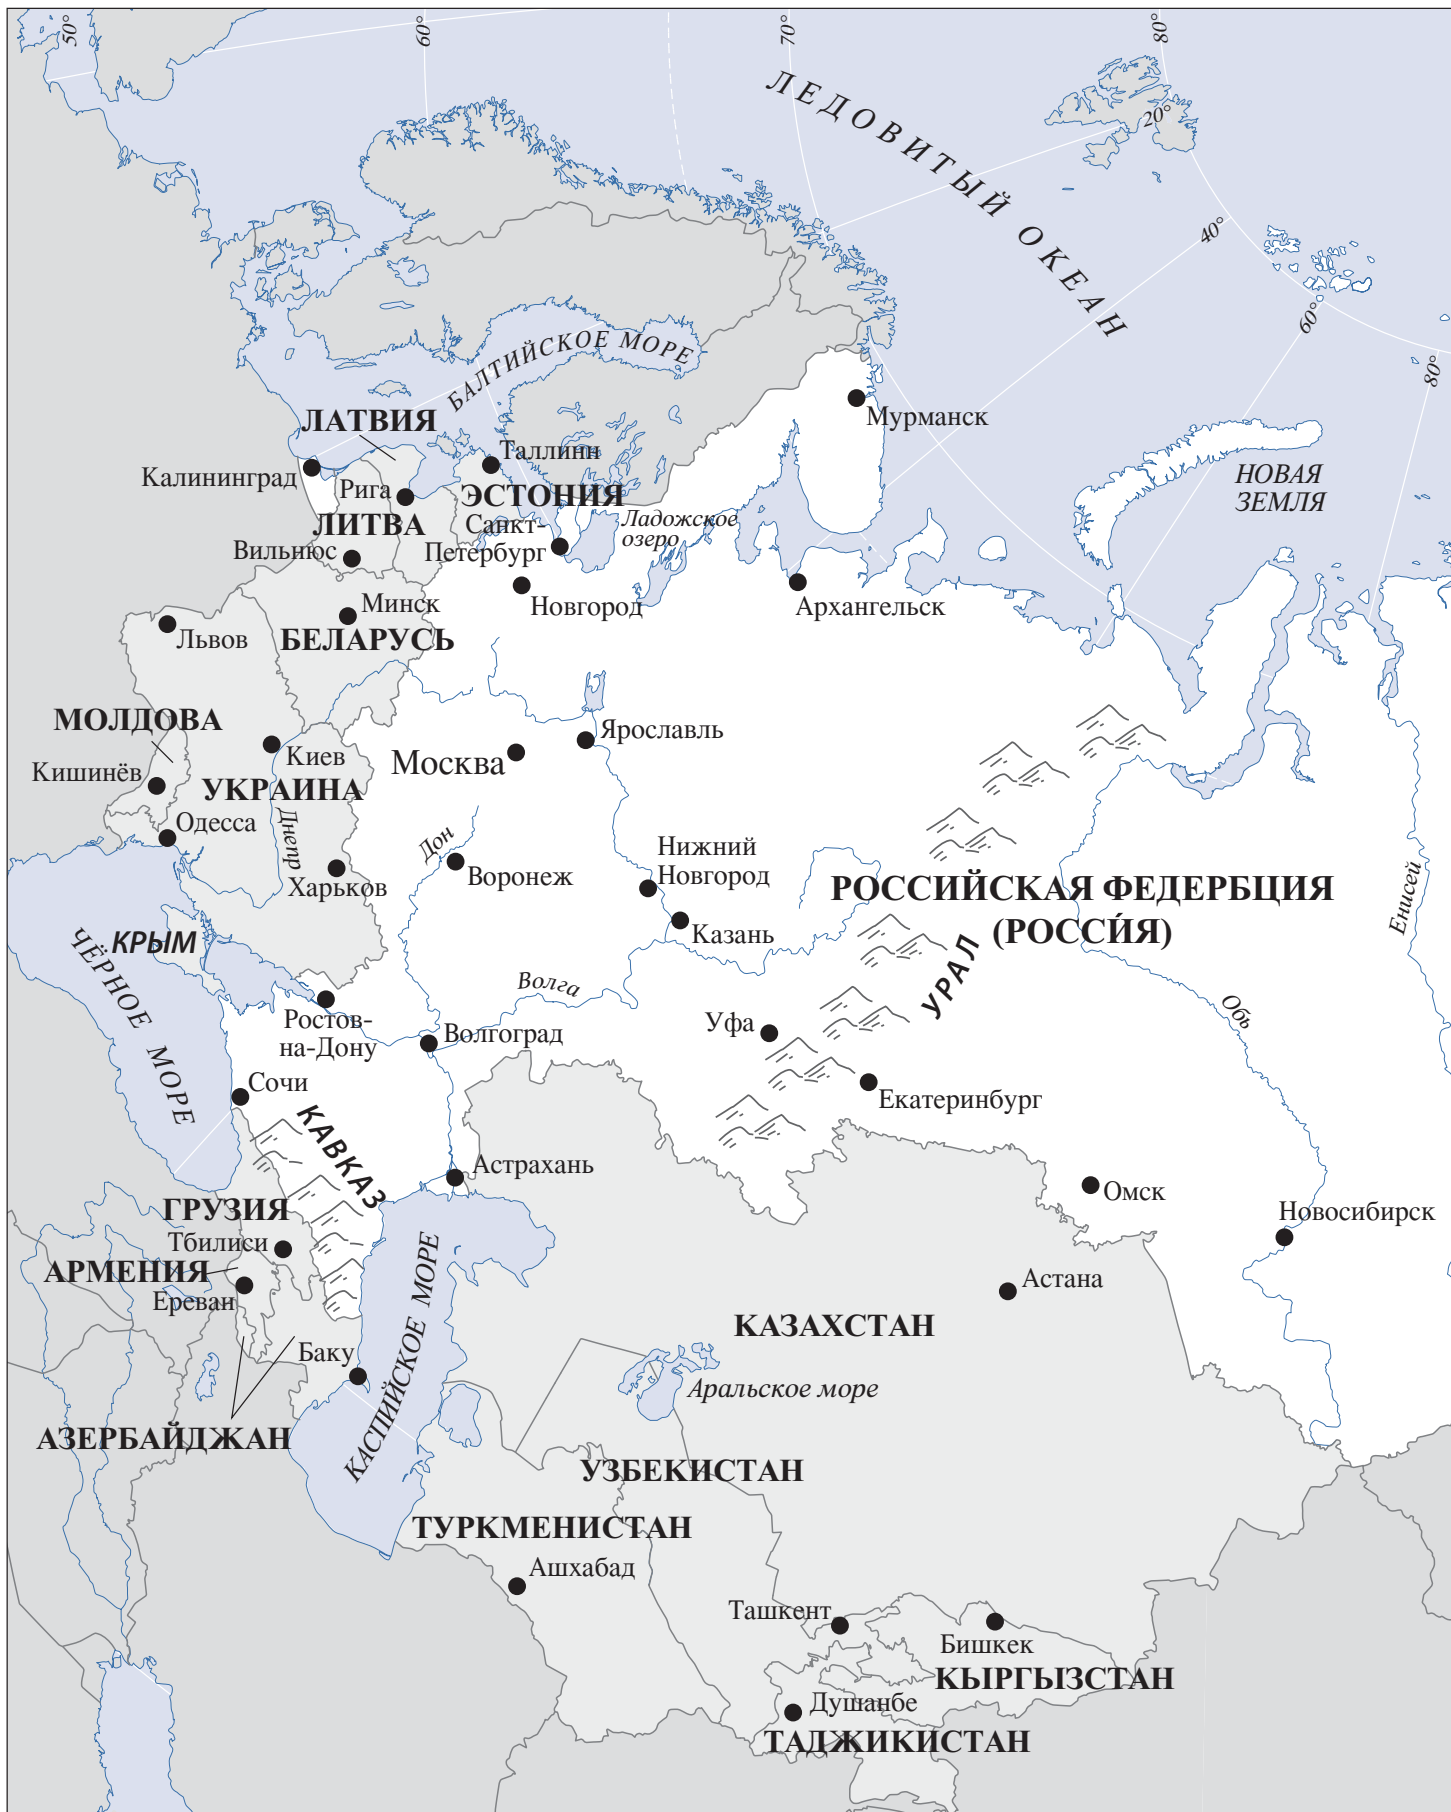 50°
60°
70°
80°
ЛЕДОВИТЫЙ ОКЕАН
20°
40°
60°
80°
БАЛТИЙСКОЕ МОРЕ
Мурманск
ЛАТВИЯ
Таллинн
Калининград
Рига
ЭСТОНИЯ
НОВАЯ
ЗЕМЛЯ
ЛИТВА
Санкт-
Петербург
Ладожское
озеро
Вильнюс
Новгород
Архангельск
Минск
БЕЛАРУСЬ
Львов
МОЛДОВА
Киев
Москва
Ярославль
Кишинёв
УКРАИНА
Одесса
Днепр
Дон
Харьков
Воронеж
Нижний
Новгород
РОССИЙСКАЯ ФЕДЕРБЦИЯ
(РОССИ́Я)
Енисей
Казань
КРЫМ
ЧЁРНОЕ МОРЕ
УРАЛ
Волга
Обь
Ростов-
на-Дону
Волгоград
Уфа
Сочи
Екатеринбург
КАВКАЗ
Астрахань
Омск
ГРУЗИЯ
Новосибирск
Тбилиси
АРМЕНИЯ
Ереван
Астана
КАСПИЙСКОЕ МОРЕ
КАЗАХСТАН
Баку
Аральское море
АЗЕРБАЙДЖАН
УЗБЕКИСТАН
ТУРКМЕНИСТАН
Ашхабад
Ташкент
Бишкек
КЫРГЫЗСТАН
Душанбе
ТАДЖИКИСТАН